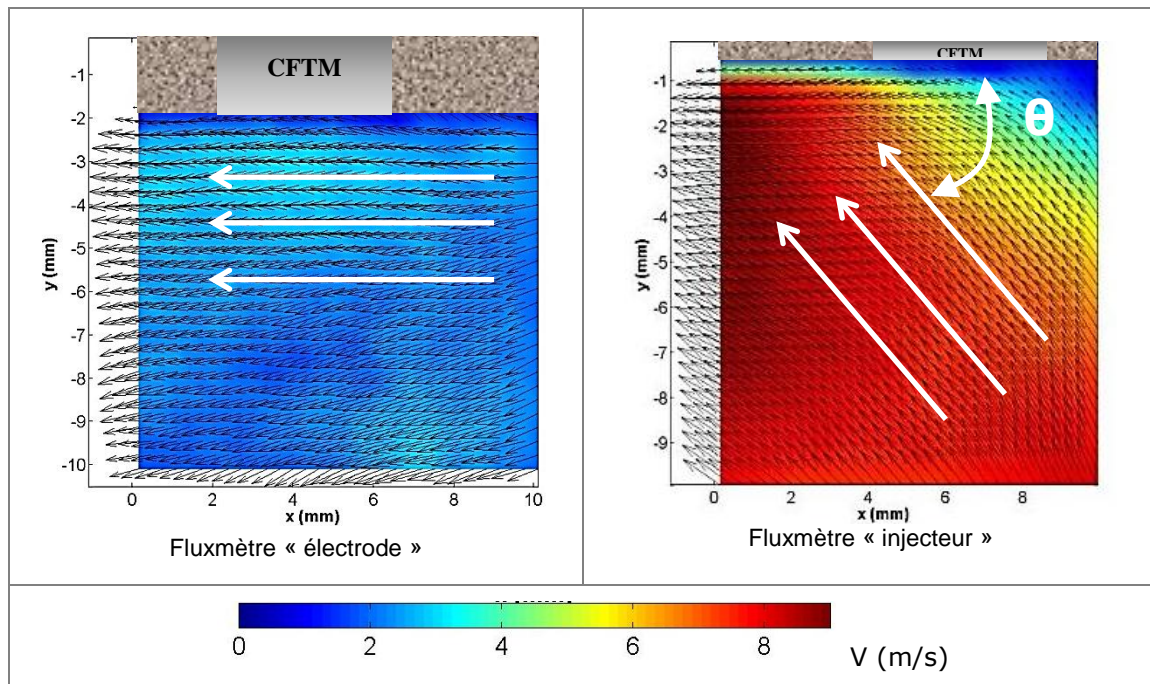 CFTM
-1
-2
-3
-4
-5
-6
-7
-8
-9
-10
y (mm)
0 2 4 6 8 10
x (mm)
Fluxmètre « électrode »
CFTM
θ
-1
-2
-3
-4
-5
-6
-7
-8
-9
y (mm)
0 2 4 6 8
x (mm)
Fluxmètre « injecteur »
0 2 4 6 8
V (m/s)